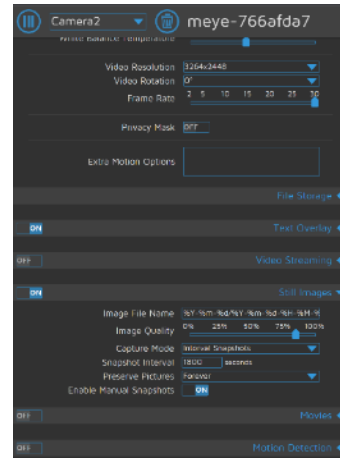 Camera2 meye-766afda7
White Balance Temperature
Video Resolution 3264x2448
Video Rotation 0°
Frame Rate 2 5 10 15 20 25 30
Privacy Mask OFF
Extra Motion Options
File Storage
ON Text Overlay
OFF Video Streaming
ON Still Images
Image File Name %Y-%m-%d/%Y-%m-%d-%H-%M-%
Image Quality 0% 25% 50% 75% 100%
Capture Mode Interval Snapshots
Snapshot Interval 1800 seconds
Preserve Pictures Forever
Enable Manual Snapshots ON
OFF Movies
OFF Motion Detection